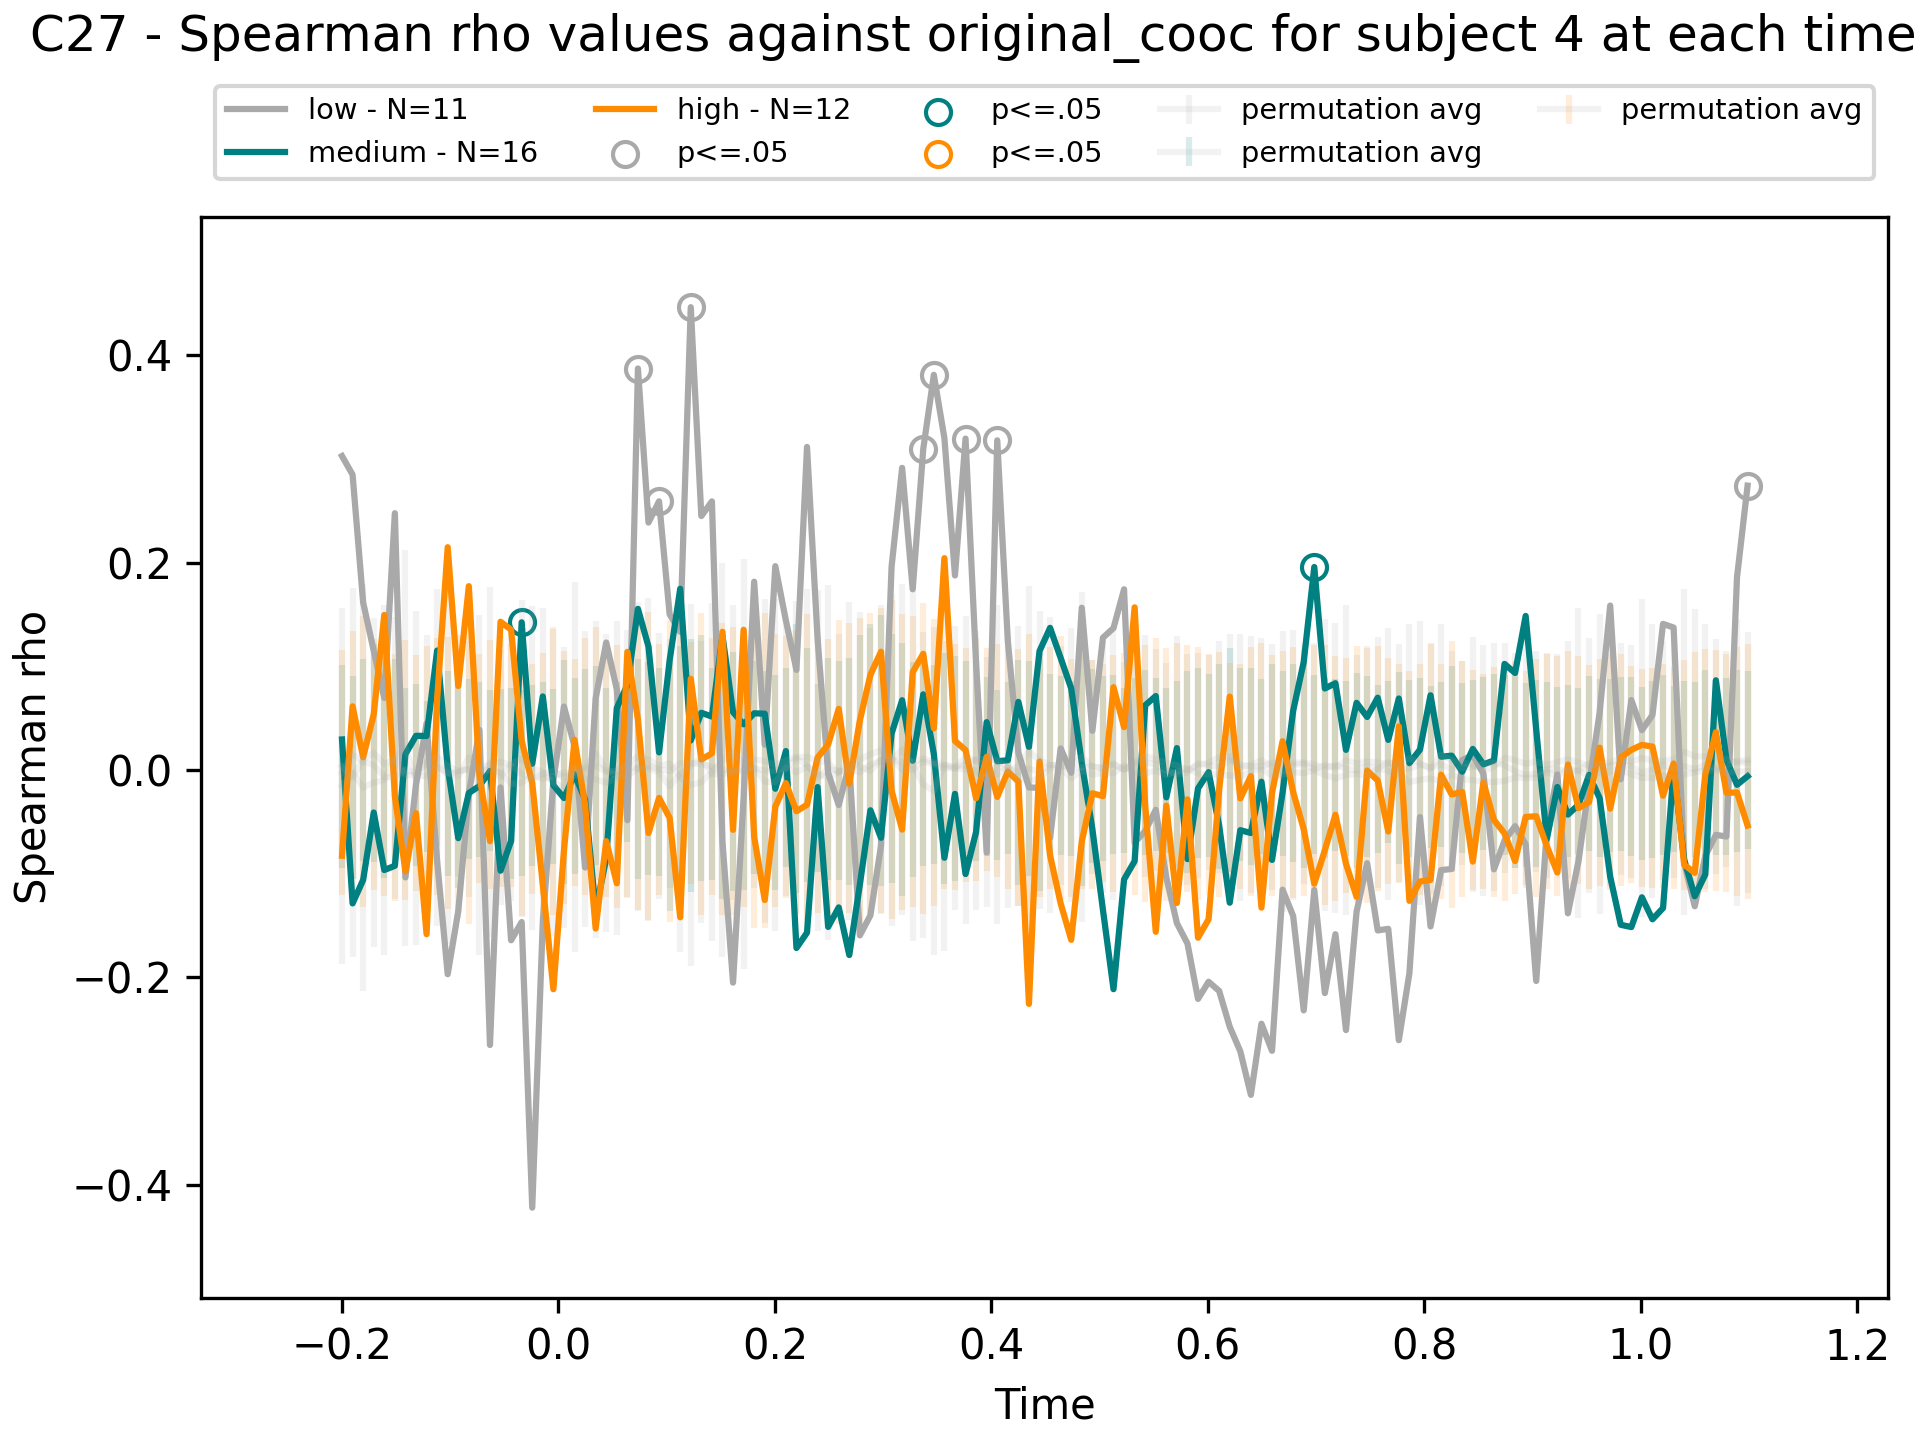 C27 - Spearman rho values against original_cooc for subject 4 at each time
low - N=11
medium - N=16
high - N=12
p<=.05
p<=.05
p<=.05
permutation avg
permutation avg
permutation avg
Spearman rho
0.4
0.2
0.0
−0.2
−0.4
−0.2 0.0 0.2 0.4 0.6 0.8 1.0 1.2
Time